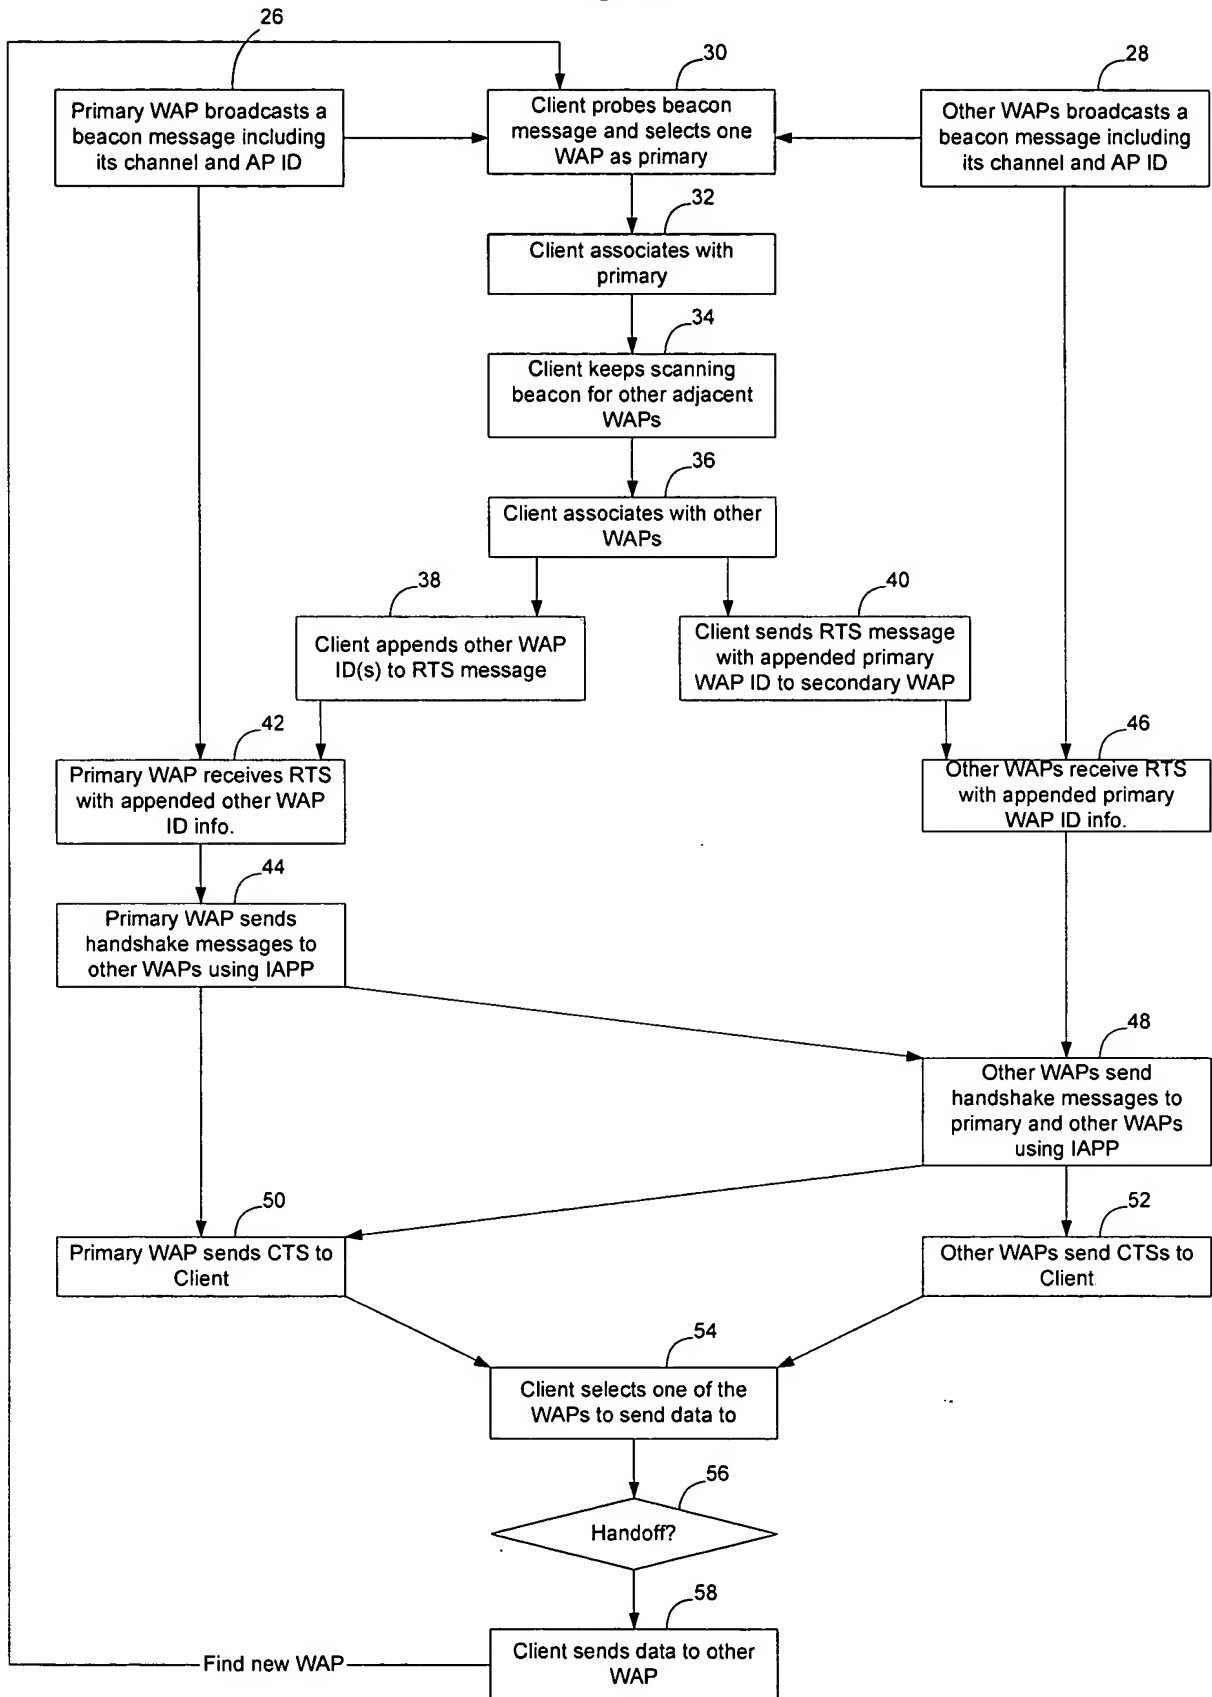 26
30
28
Primary WAP broadcasts a
beacon message including
its channel and AP ID
Client probes beacon
message and selects one
WAP as primary
Other WAPs broadcasts a
beacon message including
its channel and AP ID
32
Client associates with
primary
34
Client keeps scanning
beacon for other adjacent
WAPs
36
Client associates with other
WAPs
38
40
Client appends other WAP
ID(s) to RTS message
Client sends RTS message
with appended primary
WAP ID to secondary WAP
42
46
Primary WAP receives RTS
with appended other WAP
ID info.
Other WAPs receive RTS
with appended primary
WAP ID info.
44
Primary WAP sends
handshake messages to
other WAPs using IAPP
48
Other WAPs send
handshake messages to
primary and other WAPs
using IAPP
50
52
Primary WAP sends CTS to
Client
Other WAPs send CTSs to
Client
54
Client selects one of the
WAPs to send data to
56
Handoff?
58
Client sends data to other
WAP
Find new WAP